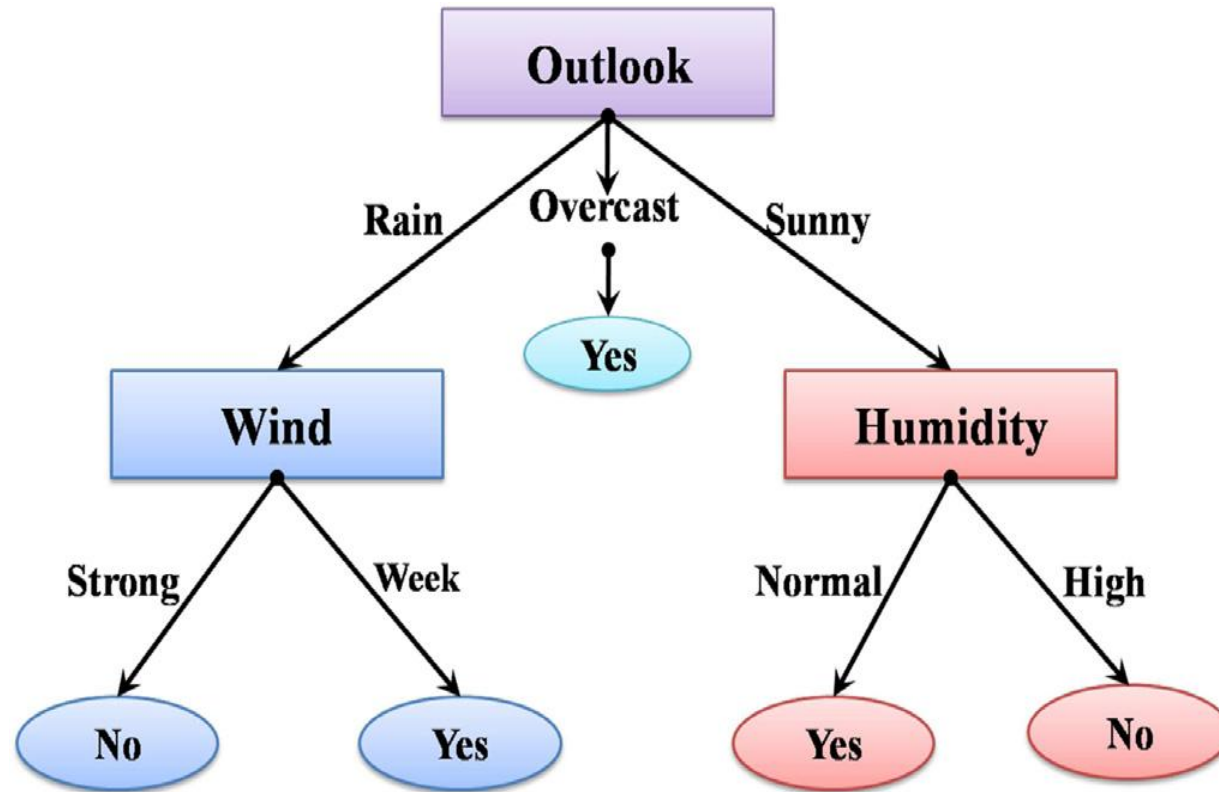 Outlook
Rain
Overcast
Sunny
Yes
Wind
Humidity
Strong
Week
Normal
High
No
Yes
Yes
No